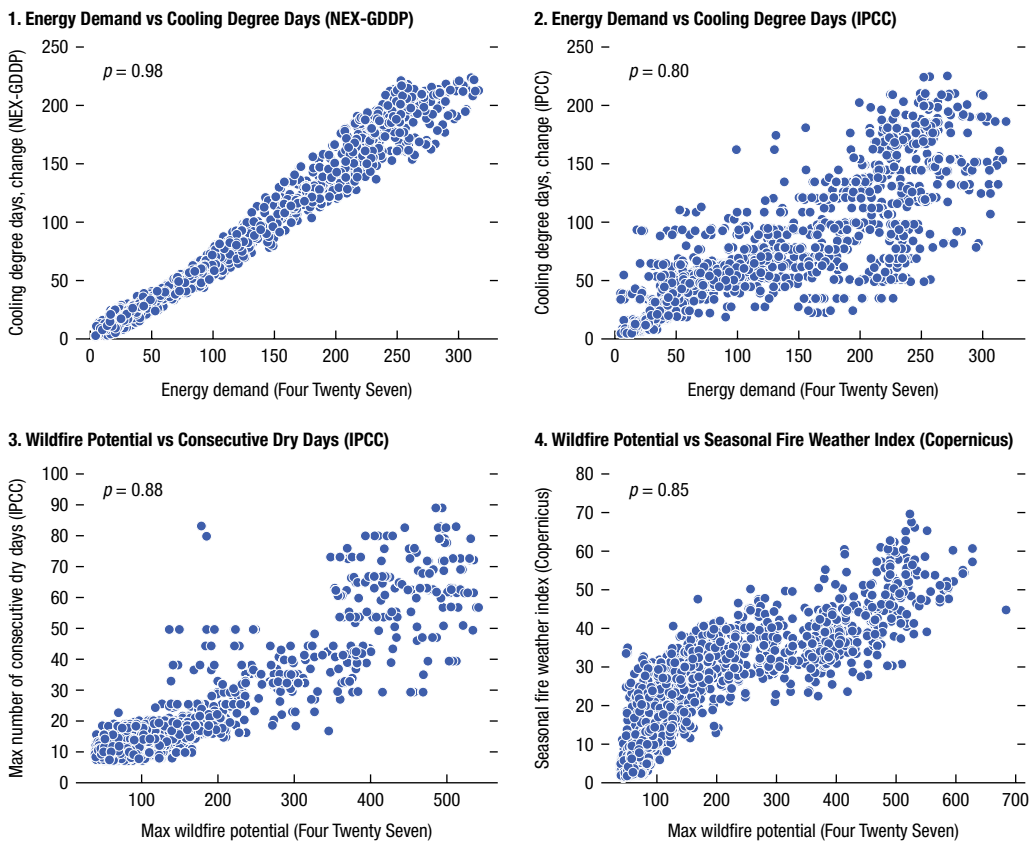 1. Energy Demand vs Cooling Degree Days (NEX-GDDP)
250
200
150
100
50
0
p = 0.98
Cooling degree days, change (NEX-GDDP)
0 50 100 150 200 250 300
Energy demand (Four Twenty Seven)
2. Energy Demand vs Cooling Degree Days (IPCC)
250
200
150
100
50
0
p = 0.80
Cooling degree days, change (IPCC)
0 50 100 150 200 250 300
Energy demand (Four Twenty Seven)
3. Wildfire Potential vs Consecutive Dry Days (IPCC)
100
90
80
70
60
50
40
30
20
10
0
p = 0.88
Max number of consecutive dry days (IPCC)
100 200 300 400 500
Max wildfire potential (Four Twenty Seven)
4. Wildfire Potential vs Seasonal Fire Weather Index (Copernicus)
80
70
60
50
40
30
20
10
0
p = 0.85
Seasonal fire weather index (Copernicus)
100 200 300 400 500 600 700
Max wildfire potential (Four Twenty Seven)